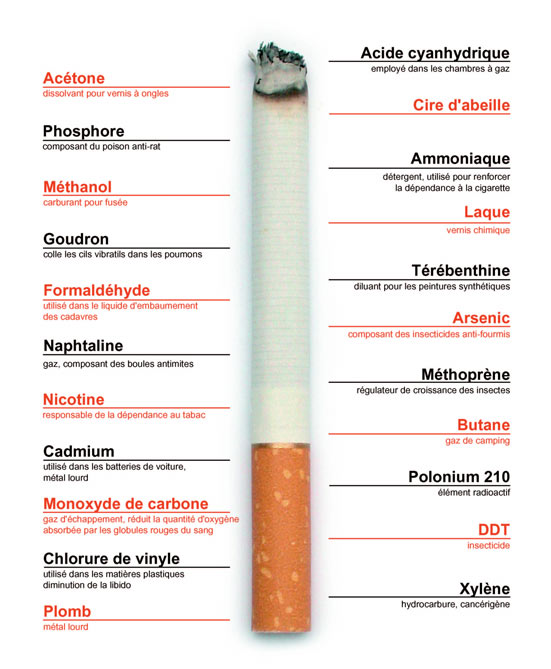 Acétone
dissolvant pour vernis à ongles
Phosphore
composant du poison anti-rat
Méthanol
carburant pour fusée
Goudron
colle les cils vibratils dans les poumons
Formaldéhyde
utilisé dans le liquide d'embaumement
des cadavres
Naphtaline
gaz, composant des boules antimites
Nicotine
responsable de la dépendance au tabac
Cadmium
utilisé dans les batteries de voiture,
métal lourd
Monoxyde de carbone
gaz d'échappement, réduit la quantité d'oxygène
absorbée par les globules rouges du sang
Chlorure de vinyle
utilisé dans les matières plastiques
diminution de la libido
Plomb
métal lourd
Acide cyanhydrique
employé dans les chambres à gaz
Cire d'abeille
Ammoniaque
détergent, utilisé pour renforcer
la dépendance à la cigarette
Laque
vernis chimique
Térébenthine
diluant pour les peintures synthétiques
Arsenic
composant des insecticides anti-fourmis
Méthoprène
régulateur de croissance des insectes
Butane
gaz de camping
Polonium 210
élément radioactif
DDT
insecticide
Xylène
hydrocarbure, cancérigène